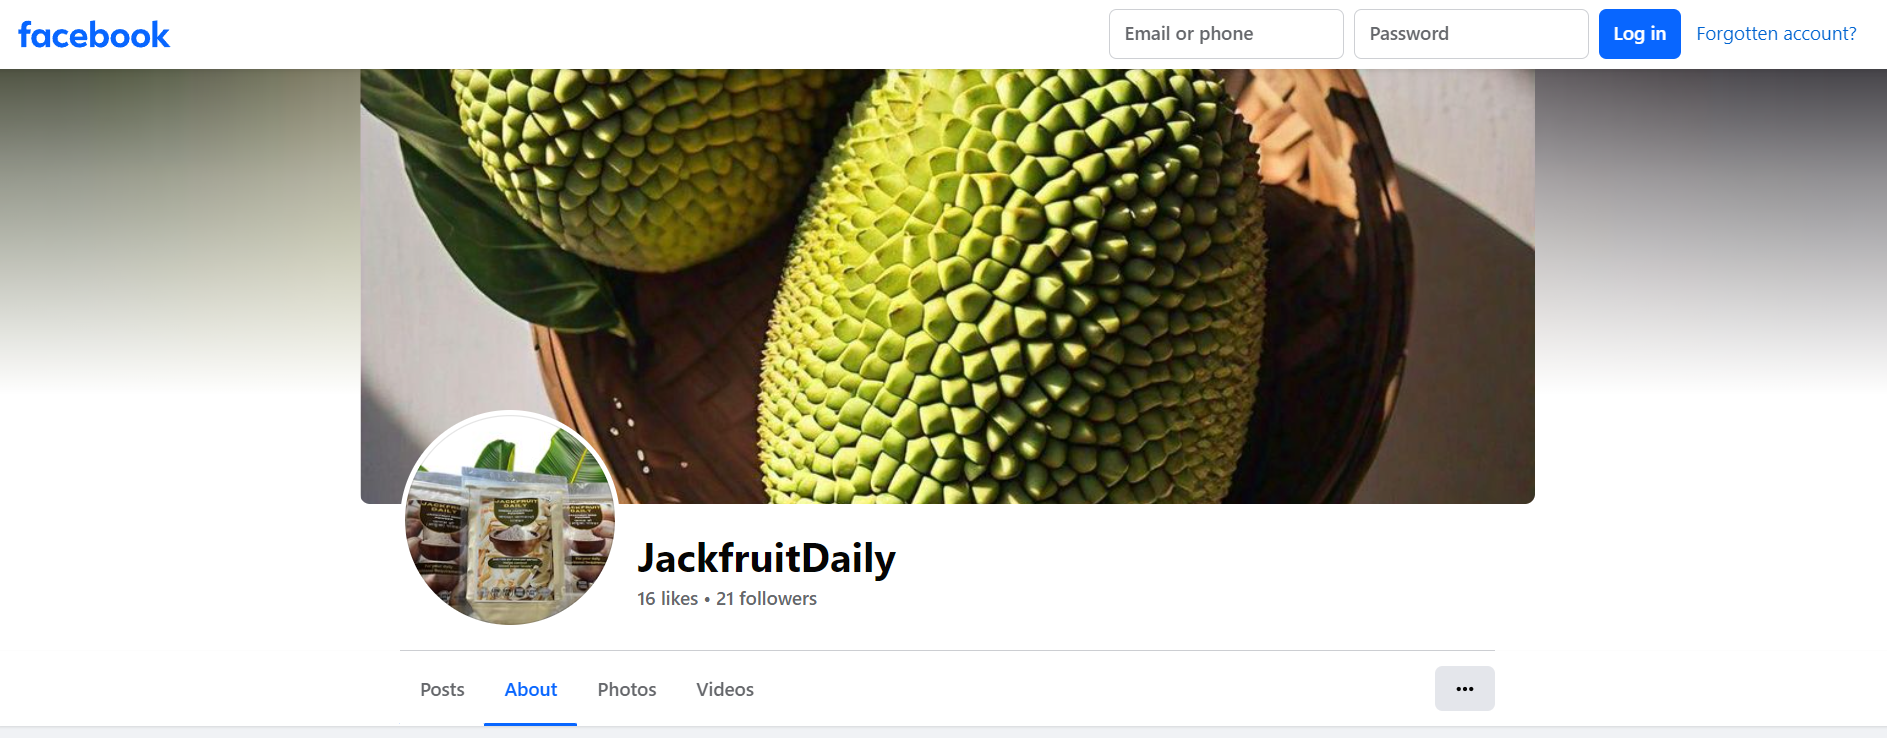 facebook
Email or phone
Password
Log in
Forgotten account?
JACKFRUIT
DAILY
JackfruitDaily
16 likes • 21 followers
Posts
About
Photos
Videos